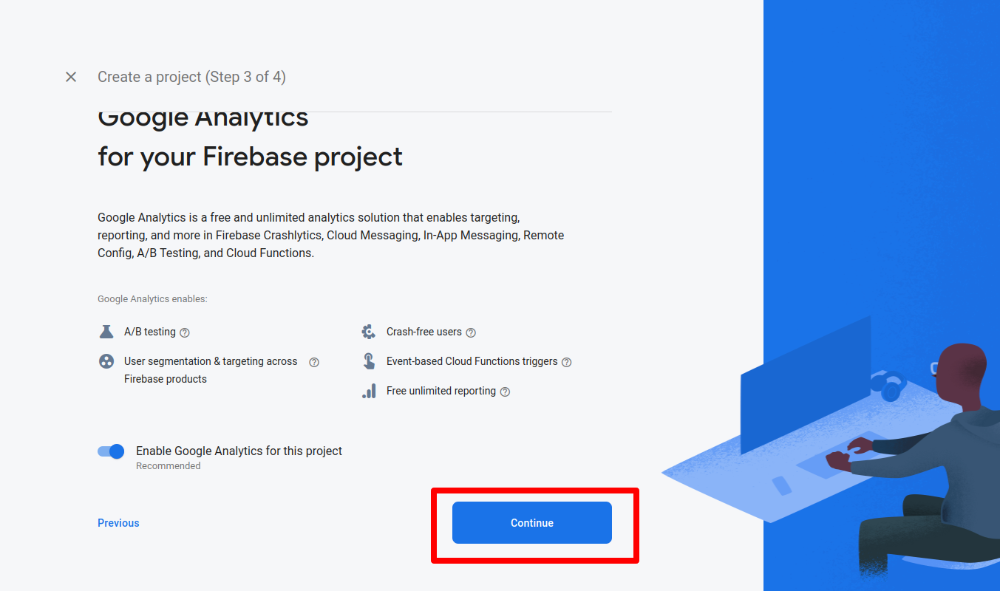 Create a project (Step 3 of 4)
Google Analytics
for your Firebase project
Google Analytics is a free and unlimited analytics solution that enables targeting,
reporting, and more in Firebase Crashlytics, Cloud Messaging, In-App Messaging, Remote
Config, A/B Testing, and Cloud Functions.
Google Analytics enables:
A/B testing
User segmentation & targeting across
Firebase products
Crash-free users
Event-based Cloud Functions triggers
Free unlimited reporting
Enable Google Analytics for this project
Recommended
Previous
Continue